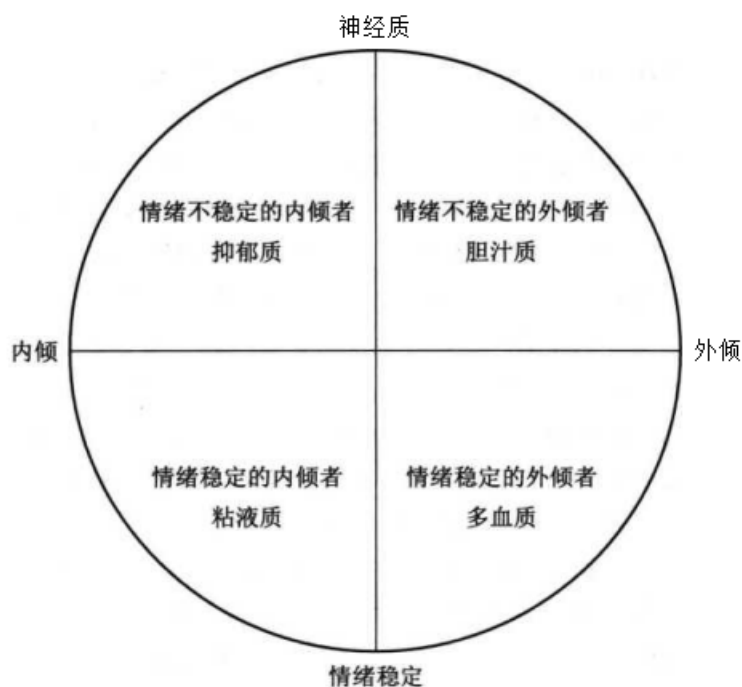 神经质
情绪不稳定的内倾者
抑郁质
情绪不稳定的外倾者
胆汁质
内倾
外倾
情绪稳定的内倾者
粘液质
情绪稳定的外倾者
多血质
情绪稳定